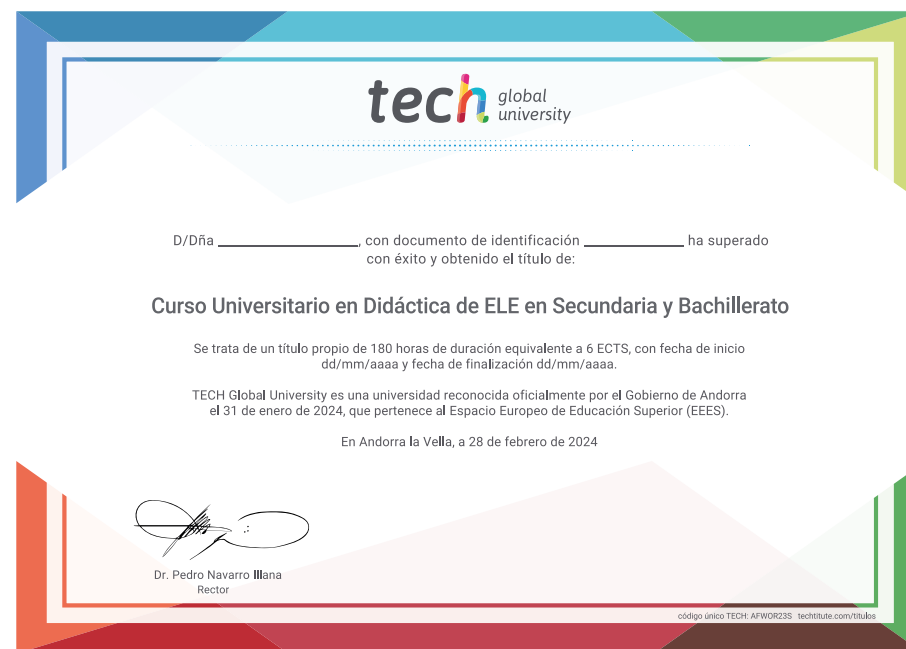 tech global university
D/Dña ____________________, con documento de identificación ______________ ha superado
con éxito y obtenido el título de:
Curso Universitario en Didáctica de ELE en Secundaria y Bachillerato
Se trata de un título propio de 180 horas de duración equivalente a 6 ECTS, con fecha de inicio
dd/mm/aaaa y fecha de finalización dd/mm/aaaa.
TECH Global University es una universidad reconocida oficialmente por el Gobierno de Andorra
el 31 de enero de 2024, que pertenece al Espacio Europeo de Educación Superior (EEES).
En Andorra la Vella, a 28 de febrero de 2024
Dr. Pedro Navarro Illana
Rector
código único TECH: AFWOR23S techtitute.com/titulos